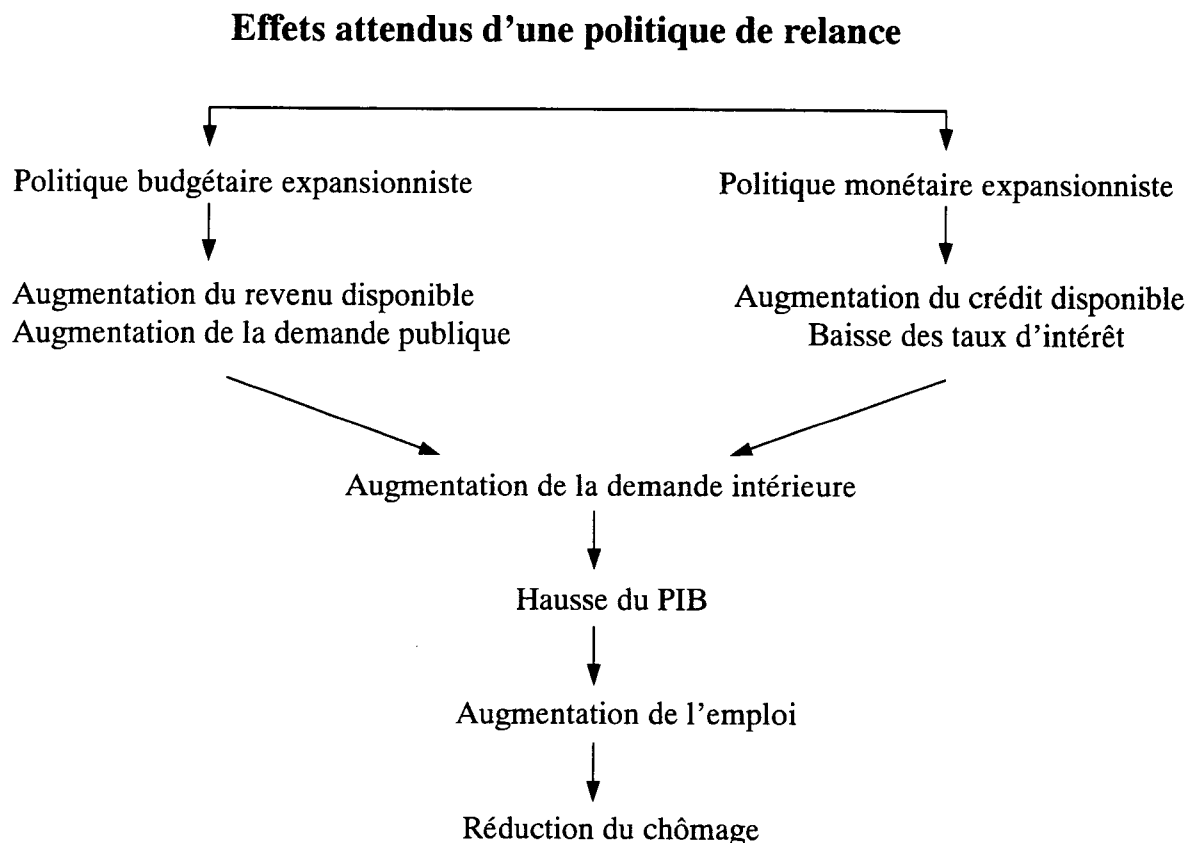 Effets attendus d'une politique de relance
Politique budgétaire expansionniste
Politique monétaire expansionniste
Augmentation du revenu disponible
Augmentation de la demande publique
Augmentation du crédit disponible
Baisse des taux d'intérêt
Augmentation de la demande intérieure
Hausse du PIB
Augmentation de l'emploi
Réduction du chômage